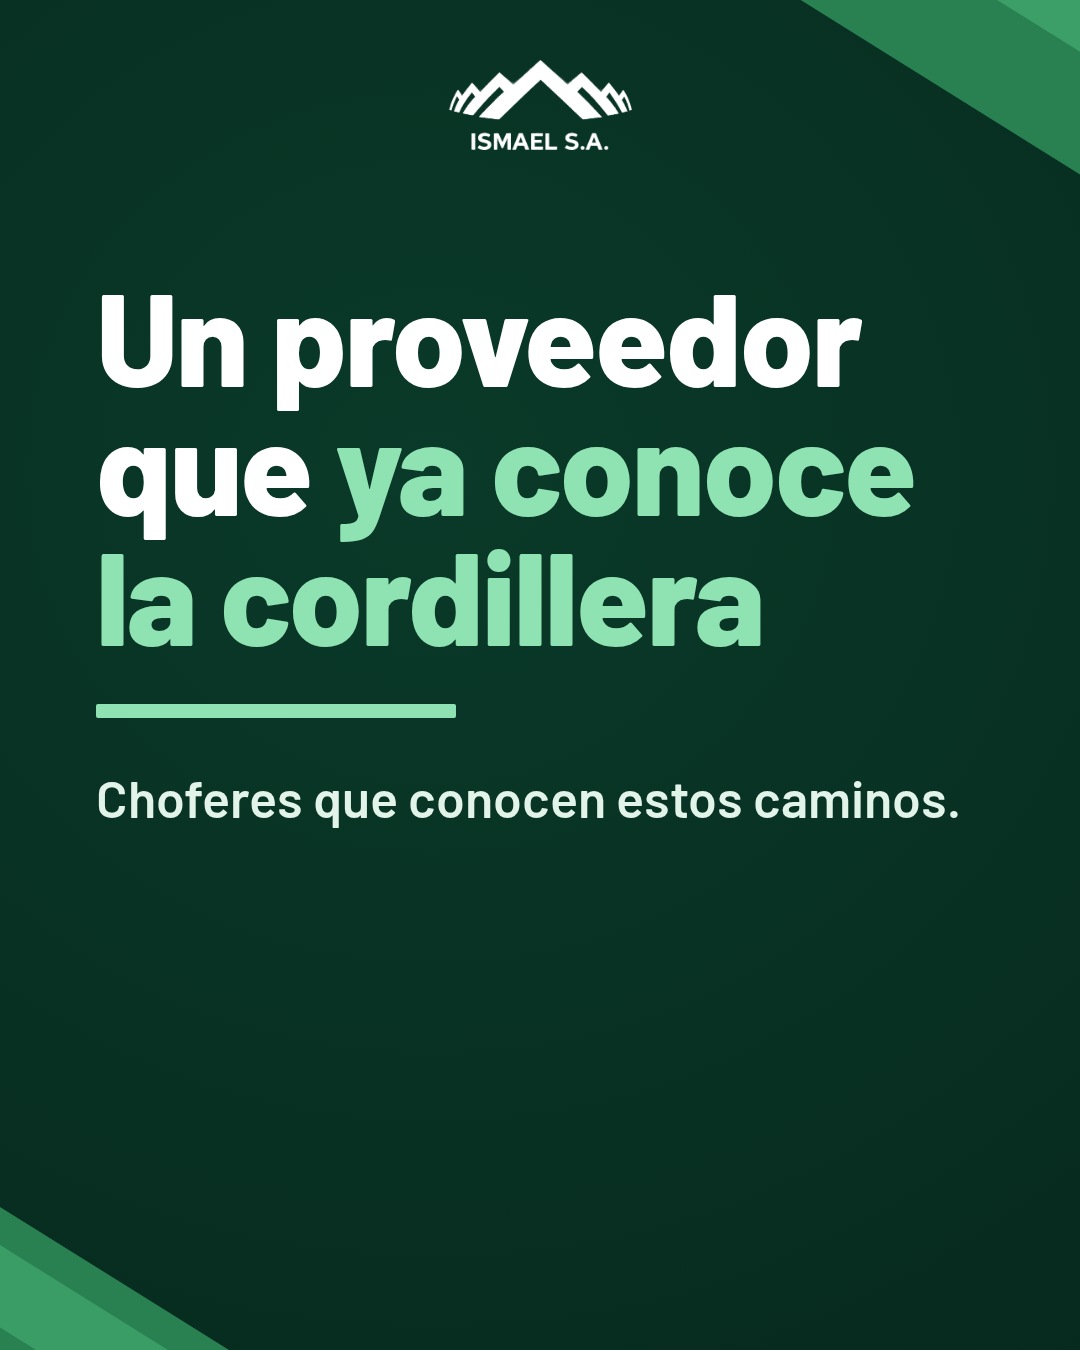 ISMAEL S.A.
Un proveedor
que ya conoce
la cordillera
Choferes que conocen estos caminos.